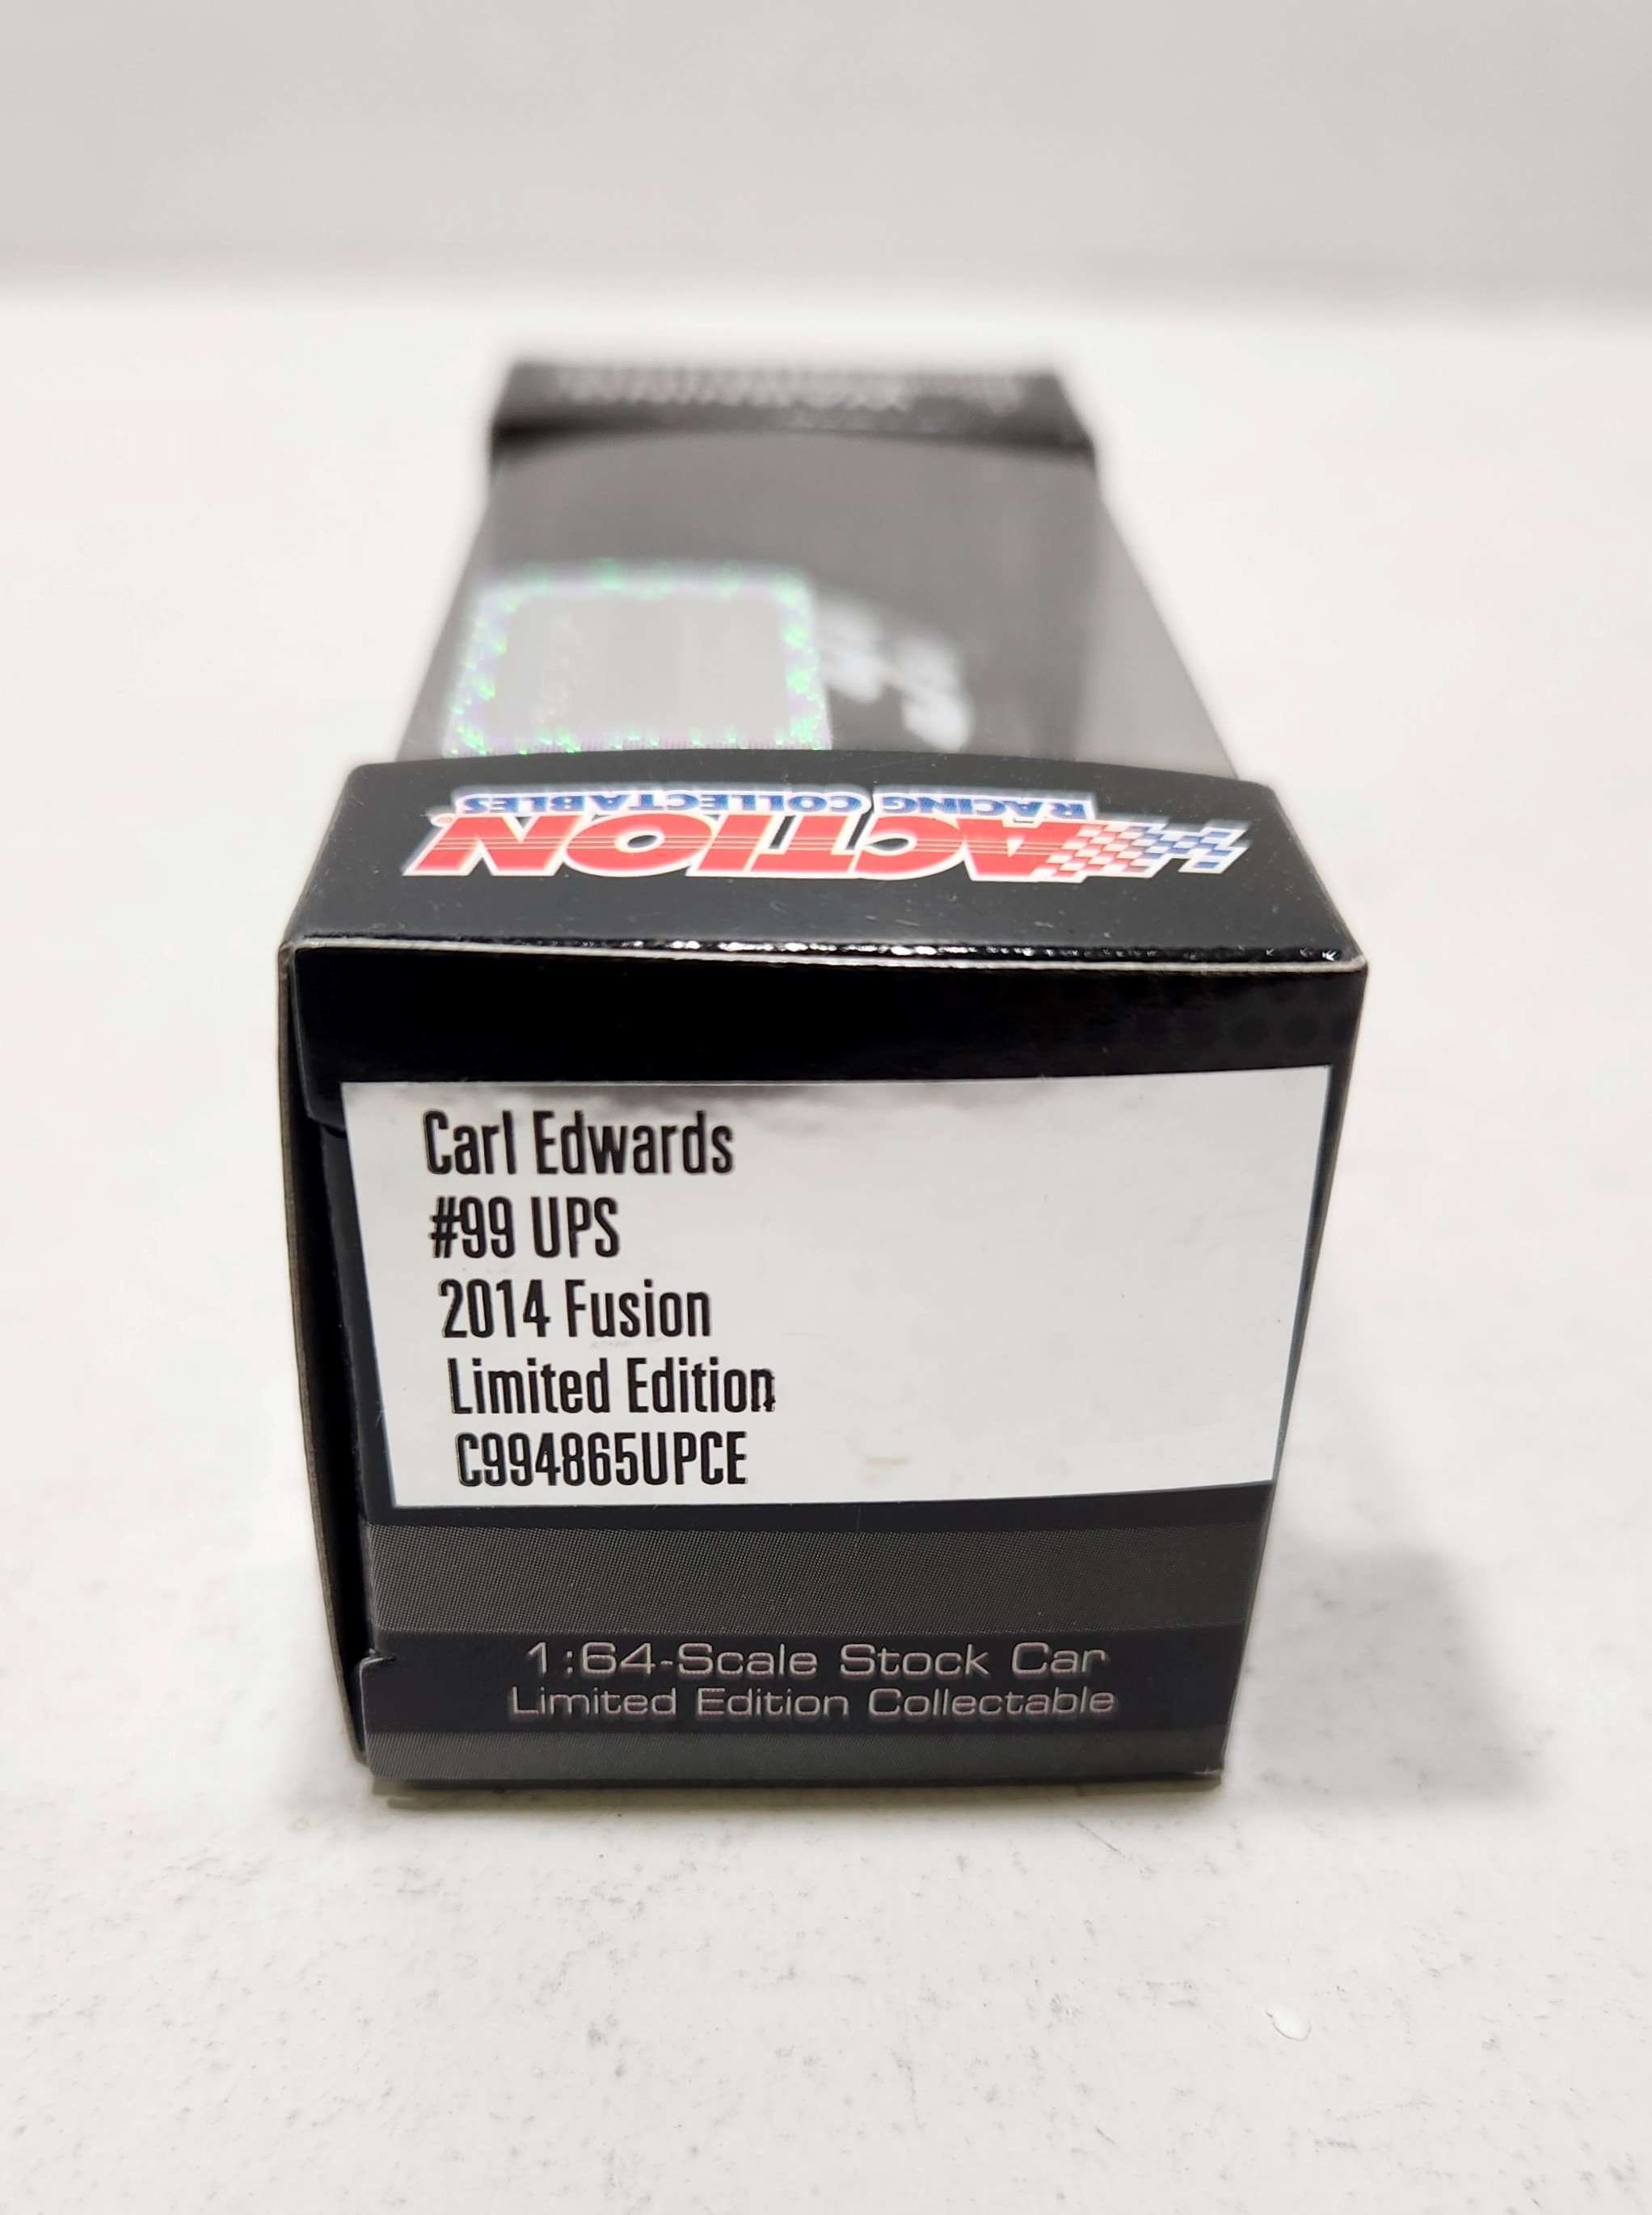 ACTION®
RACING COLLECTABLES
Carl Edwards
#99 UPS
2014 Fusion
Limited Edition
C994865UPCE
1:64-Scale Stock Car
Limited Edition Collectable